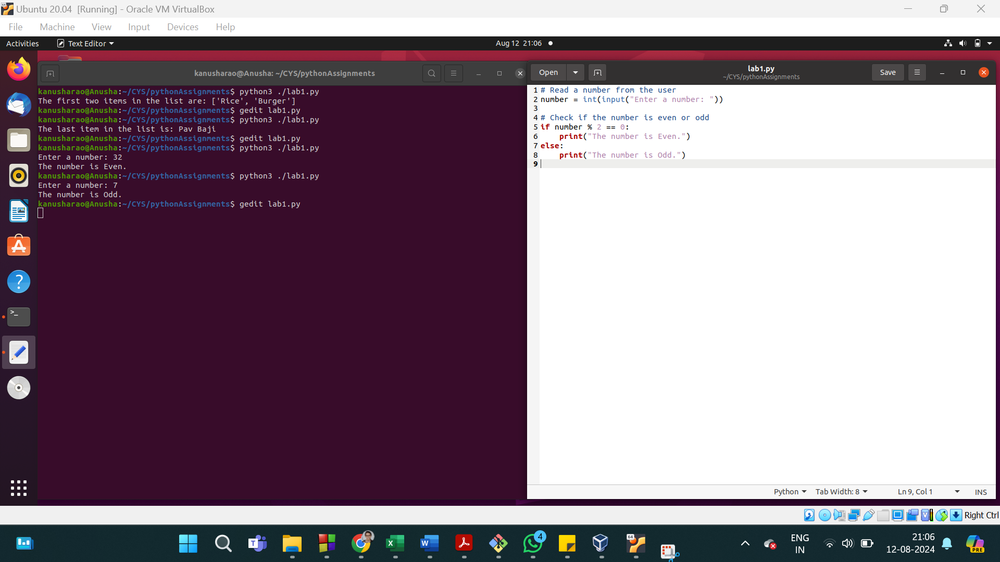 Ubuntu 20.04 [Running] - Oracle VM VirtualBox
File Machine View Input Devices Help
Activities Text Editor Aug 12 21:06
kanusharao@Anusha: ~/CYS/pythonAssignments
kanusharao@Anusha:~/CYS/pythonAssignments$ python3 ./lab1.py
The first two items in the list are: ['Rice', 'Burger']
kanusharao@Anusha:~/CYS/pythonAssignments$ gedit lab1.py
kanusharao@Anusha:~/CYS/pythonAssignments$ python3 ./lab1.py
The last item in the list is: Pav Baji
kanusharao@Anusha:~/CYS/pythonAssignments$ gedit lab1.py
kanusharao@Anusha:~/CYS/pythonAssignments$ python3 ./lab1.py
Enter a number: 32
The number is Even.
kanusharao@Anusha:~/CYS/pythonAssignments$ python3 ./lab1.py
Enter a number: 7
The number is Odd.
kanusharao@Anusha:~/CYS/pythonAssignments$ gedit lab1.py
Open lab1.py Save
~/CYS/pythonAssignments
1 # Read a number from the user
2 number = int(input("Enter a number: "))
3
4 # Check if the number is even or odd
5 if number % 2 == 0:
6     print("The number is Even.")
7 else:
8     print("The number is Odd.")
9
Python Tab Width: 8 Ln 9, Col 1 INS
Right Ctrl
4
64
ENG
IN
21:06
12-08-2024
PRE